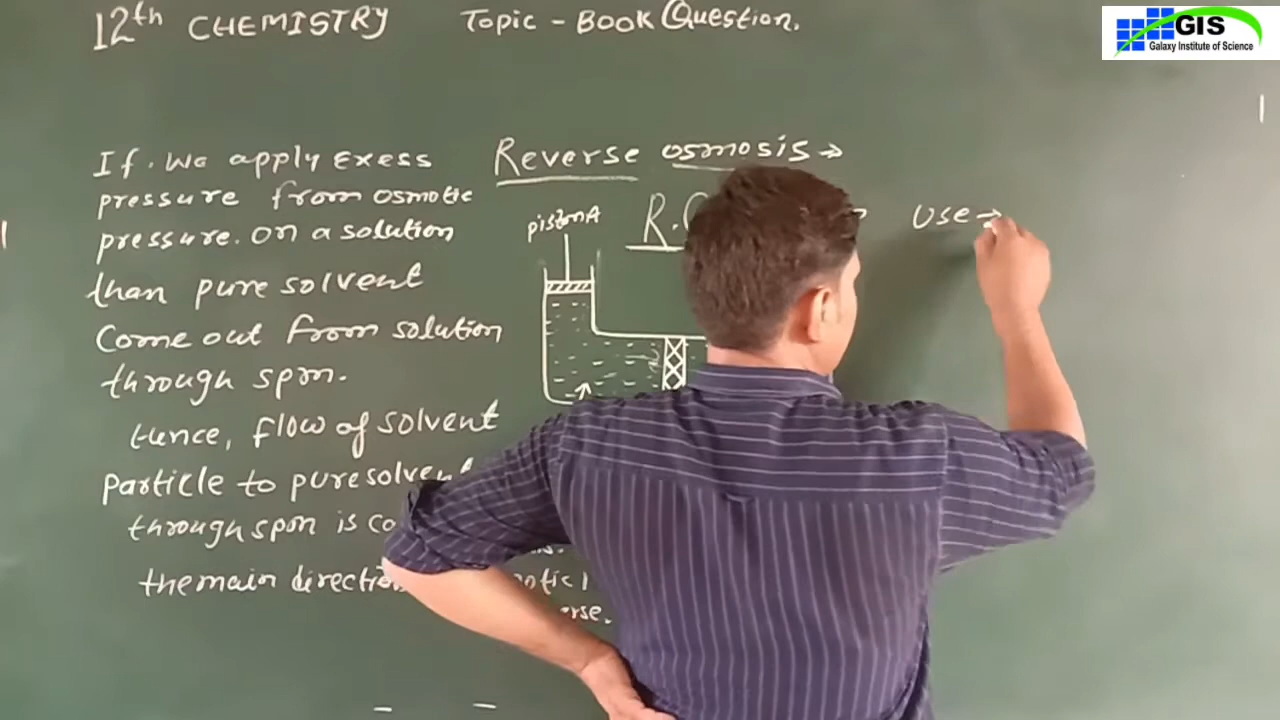 12th CHEMISTRY Topic - Book Question.
GIS
Galaxy Institute of Science
If. we apply exess
pressure from osmotic
pressure. on a solution
than pure solvent
Come out from solution
through spm.
hence, flow of solvent
particle to pure solvent
through spm is
the main
Reverse osmosis →
R.
piston A
Use →